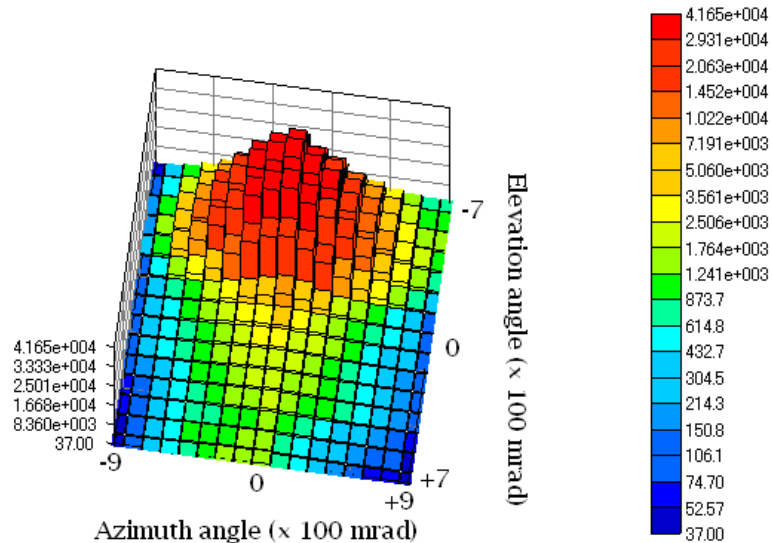 4.165e+004
2.931e+004
2.063e+004
1.452e+004
1.022e+004
7.191e+003
5.060e+003
3.561e+003
2.506e+003
1.764e+003
1.241e+003
873.7
614.8
432.7
304.5
214.3
150.8
106.1
74.70
52.57
37.00
Elevation angle (x 100 mrad)
-7
0
+7
4.165e+004
3.333e+004
2.501e+004
1.668e+004
8.360e+003
37.00
-9
0
+9
Azimuth angle (x 100 mrad)